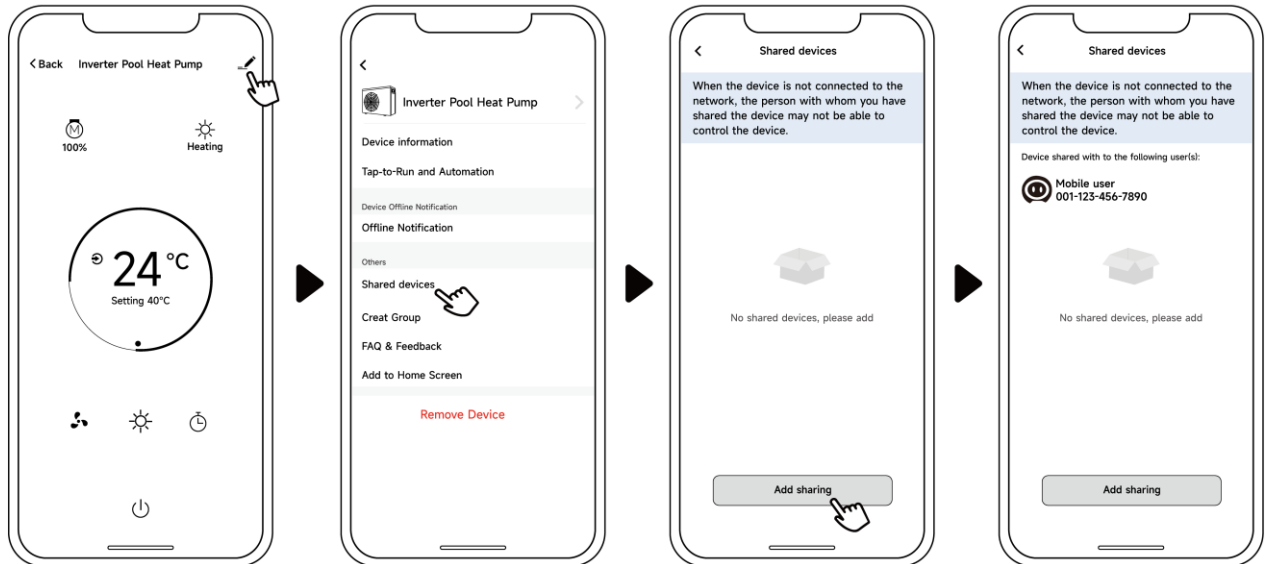 Back Inverter Pool Heat Pump
M
100%
Heating
24 °C
Setting 40°C
Inverter Pool Heat Pump
Device information
Tap-to-Run and Automation
Device Offline Notification
Offline Notification
Others
Shared devices
Creat Group
FAQ & Feedback
Add to Home Screen
Remove Device
Shared devices
When the device is not connected to the
network, the person with whom you have
shared the device may not be able to
control the device.
No shared devices, please add
Add sharing
Shared devices
When the device is not connected to the
network, the person with whom you have
shared the device may not be able to
control the device.
Device shared with to the following user(s):
Mobile user
001-123-456-7890
No shared devices, please add
Add sharing